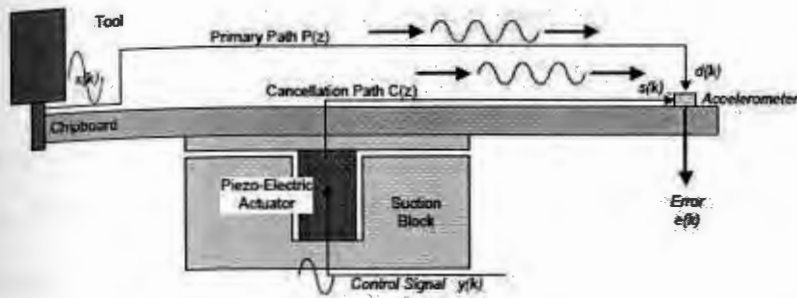 Tool
Primary Path P(z)
x(k)
d(k)
Cancellation Path C(z)
s(k)
Accelerometer
Chipboard
Piezo-Electric
Actuator
Suction
Block
Error
e(k)
Control Signal y(k)